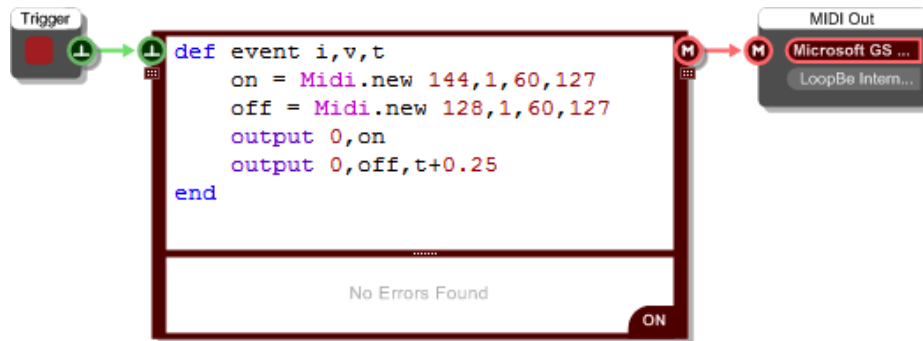 Trigger
def event i,v,t
on = Midi.new 144,1,60,127
off = Midi.new 128,1,60,127
output 0,on
output 0,off,t+0.25
end
No Errors Found
ON
M
M
MIDI Out
Microsoft GS ...
LoopBe Intern...